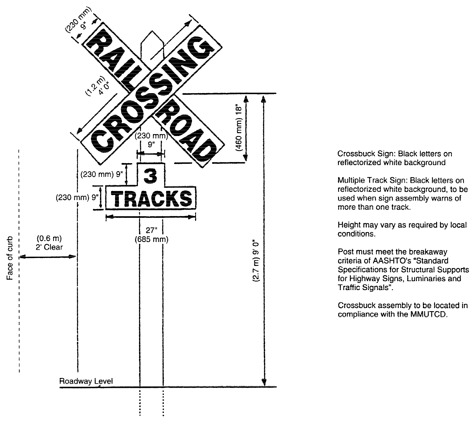 (230 mm)
9"
RAIL
ROAD
CROSSING
(1.2 m)
4' 0"
(230 mm)
9"
(460 mm) 18"
(230 mm) 9"
3
(230 mm) 9"
TRACKS
27"
(685 mm)
(0.6 m)
2' Clear
Face of curb
(2.7 m) 9' 0"
Roadway Level
Crossbuck Sign: Black letters on
reflectorized white background
Multiple Track Sign: Black letters on
reflectorized white background, to be
used when sign assembly warns of
more than one track.
Height may vary as required by local
conditions.
Post must meet the breakaway
criteria of AASHTO's "Standard
Specifications for Structural Supports
for Highway Signs, Luminaries and
Traffic Signals".
Crossbuck assembly to be located in
compliance with the MMUTCD.